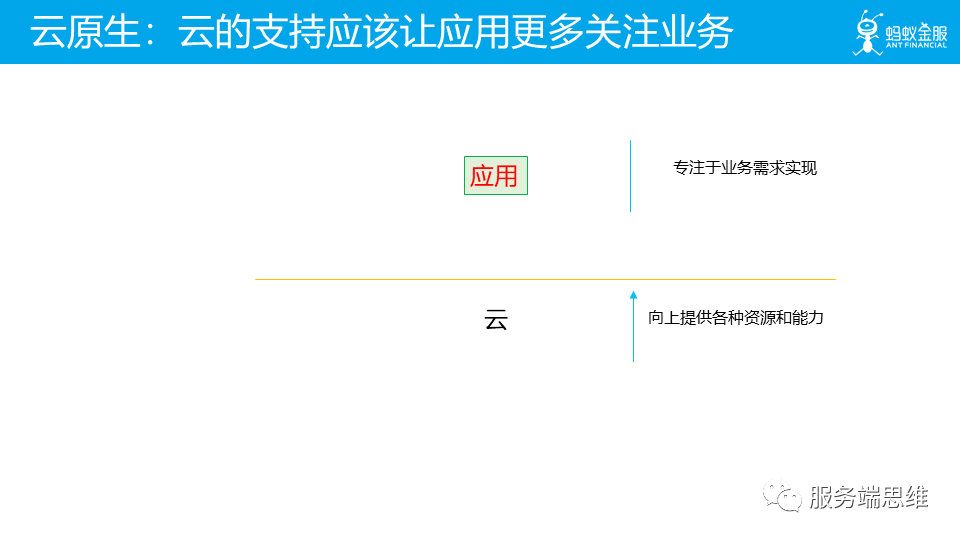 云原生：云的支持应该让应用更多关注业务
蚂蚁金服
ANT FINANCIAL
应用
专注于业务需求实现
云
向上提供各种资源和能力
服务端思维